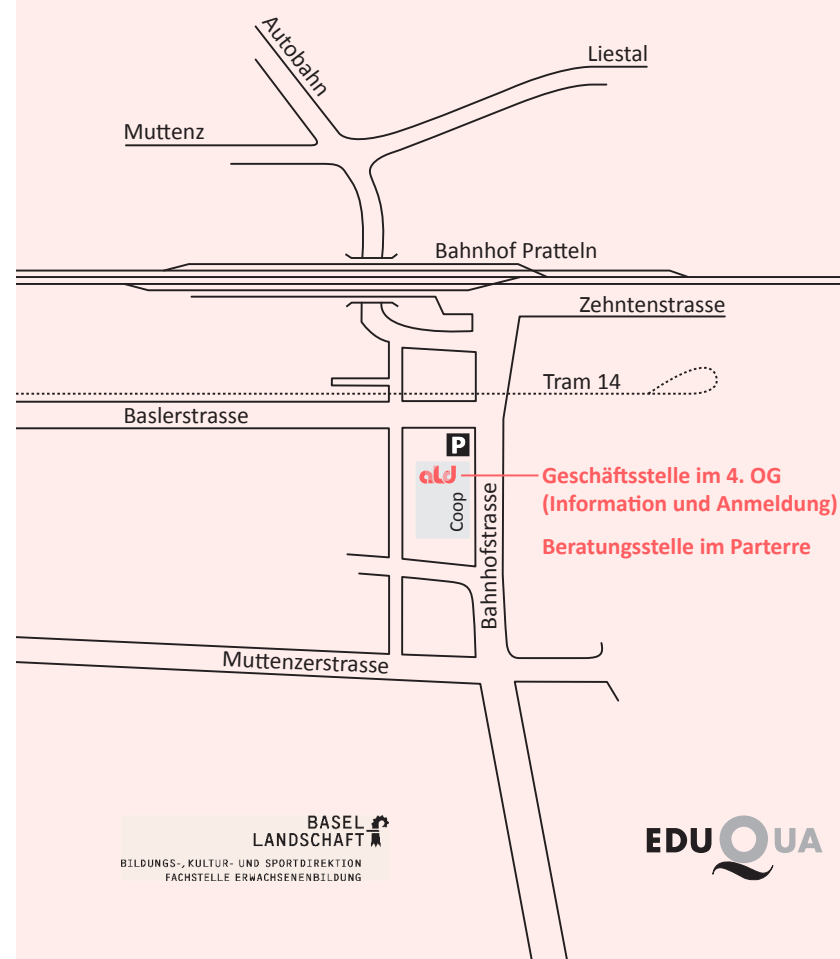 Autobahn
Liestal
Muttenz
Bahnhof Pratteln
Zehntenstrasse
Tram 14
Baslerstrasse
P
ald
Coop
Bahnhofstrasse
Geschäftsstelle im 4. OG
(Information und Anmeldung)
Beratungsstelle im Parterre
Muttenzerstrasse
BASEL
LANDSCHAFT
BILDUNGS-, KULTUR- UND SPORTDIREKTION
FACHSTELLE ERWACHSENENBILDUNG
EDUQUA